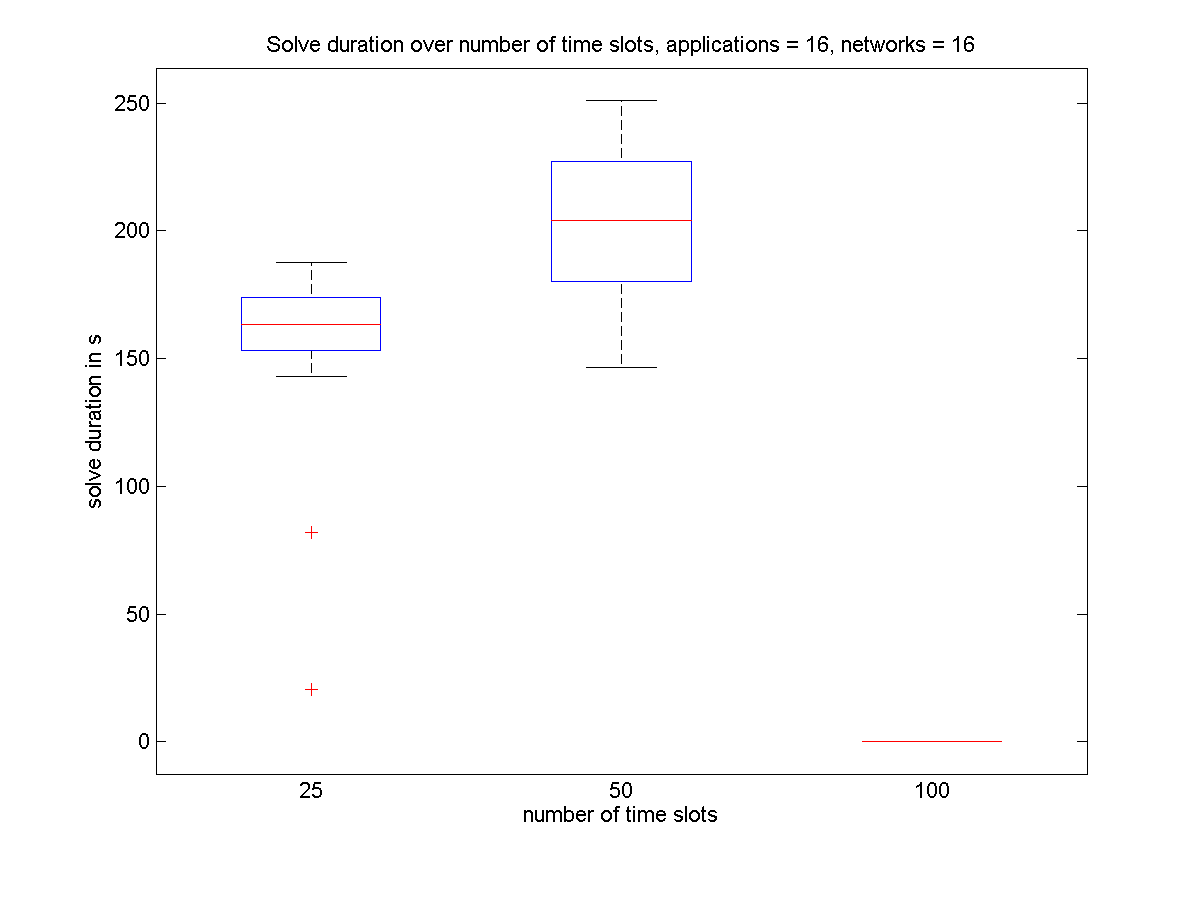 Solve duration over number of time slots, applications = 16, networks = 16
250
200
150
100
50
0
solve duration in s
25 50 100
number of time slots